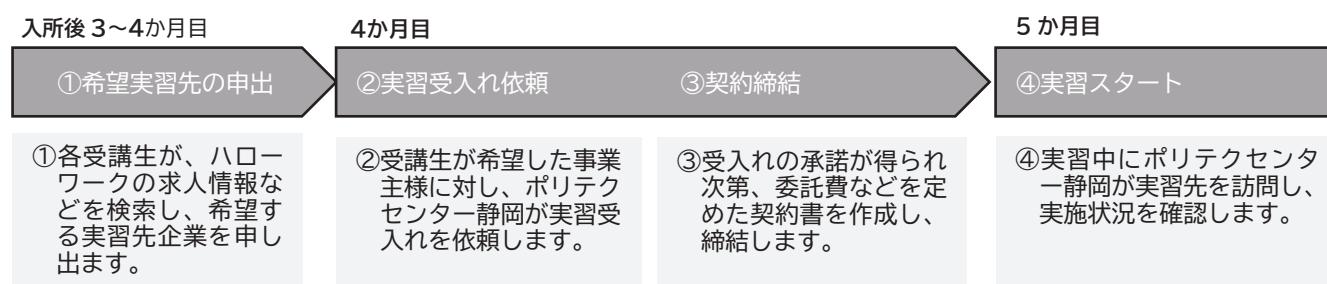 入所後３～４か月目
4か月目
5 か月目
①希望実習先の申出
②実習受入れ依頼
③契約締結
④実習スタート
①各受講生が、ハロー
ワークの求人情報な
どを検索し、希望す
る実習先企業を申し
出ます。
②受講生が希望した事業
主様に対し、ポリテク
センター静岡が実習受
入れを依頼します。
③受入れの承諾が得られ
次第、委託費などを定
めた契約書を作成し、
締結します。
④実習中にポリテクセンタ
ー静岡が実習先を訪問し、
実施状況を確認します。